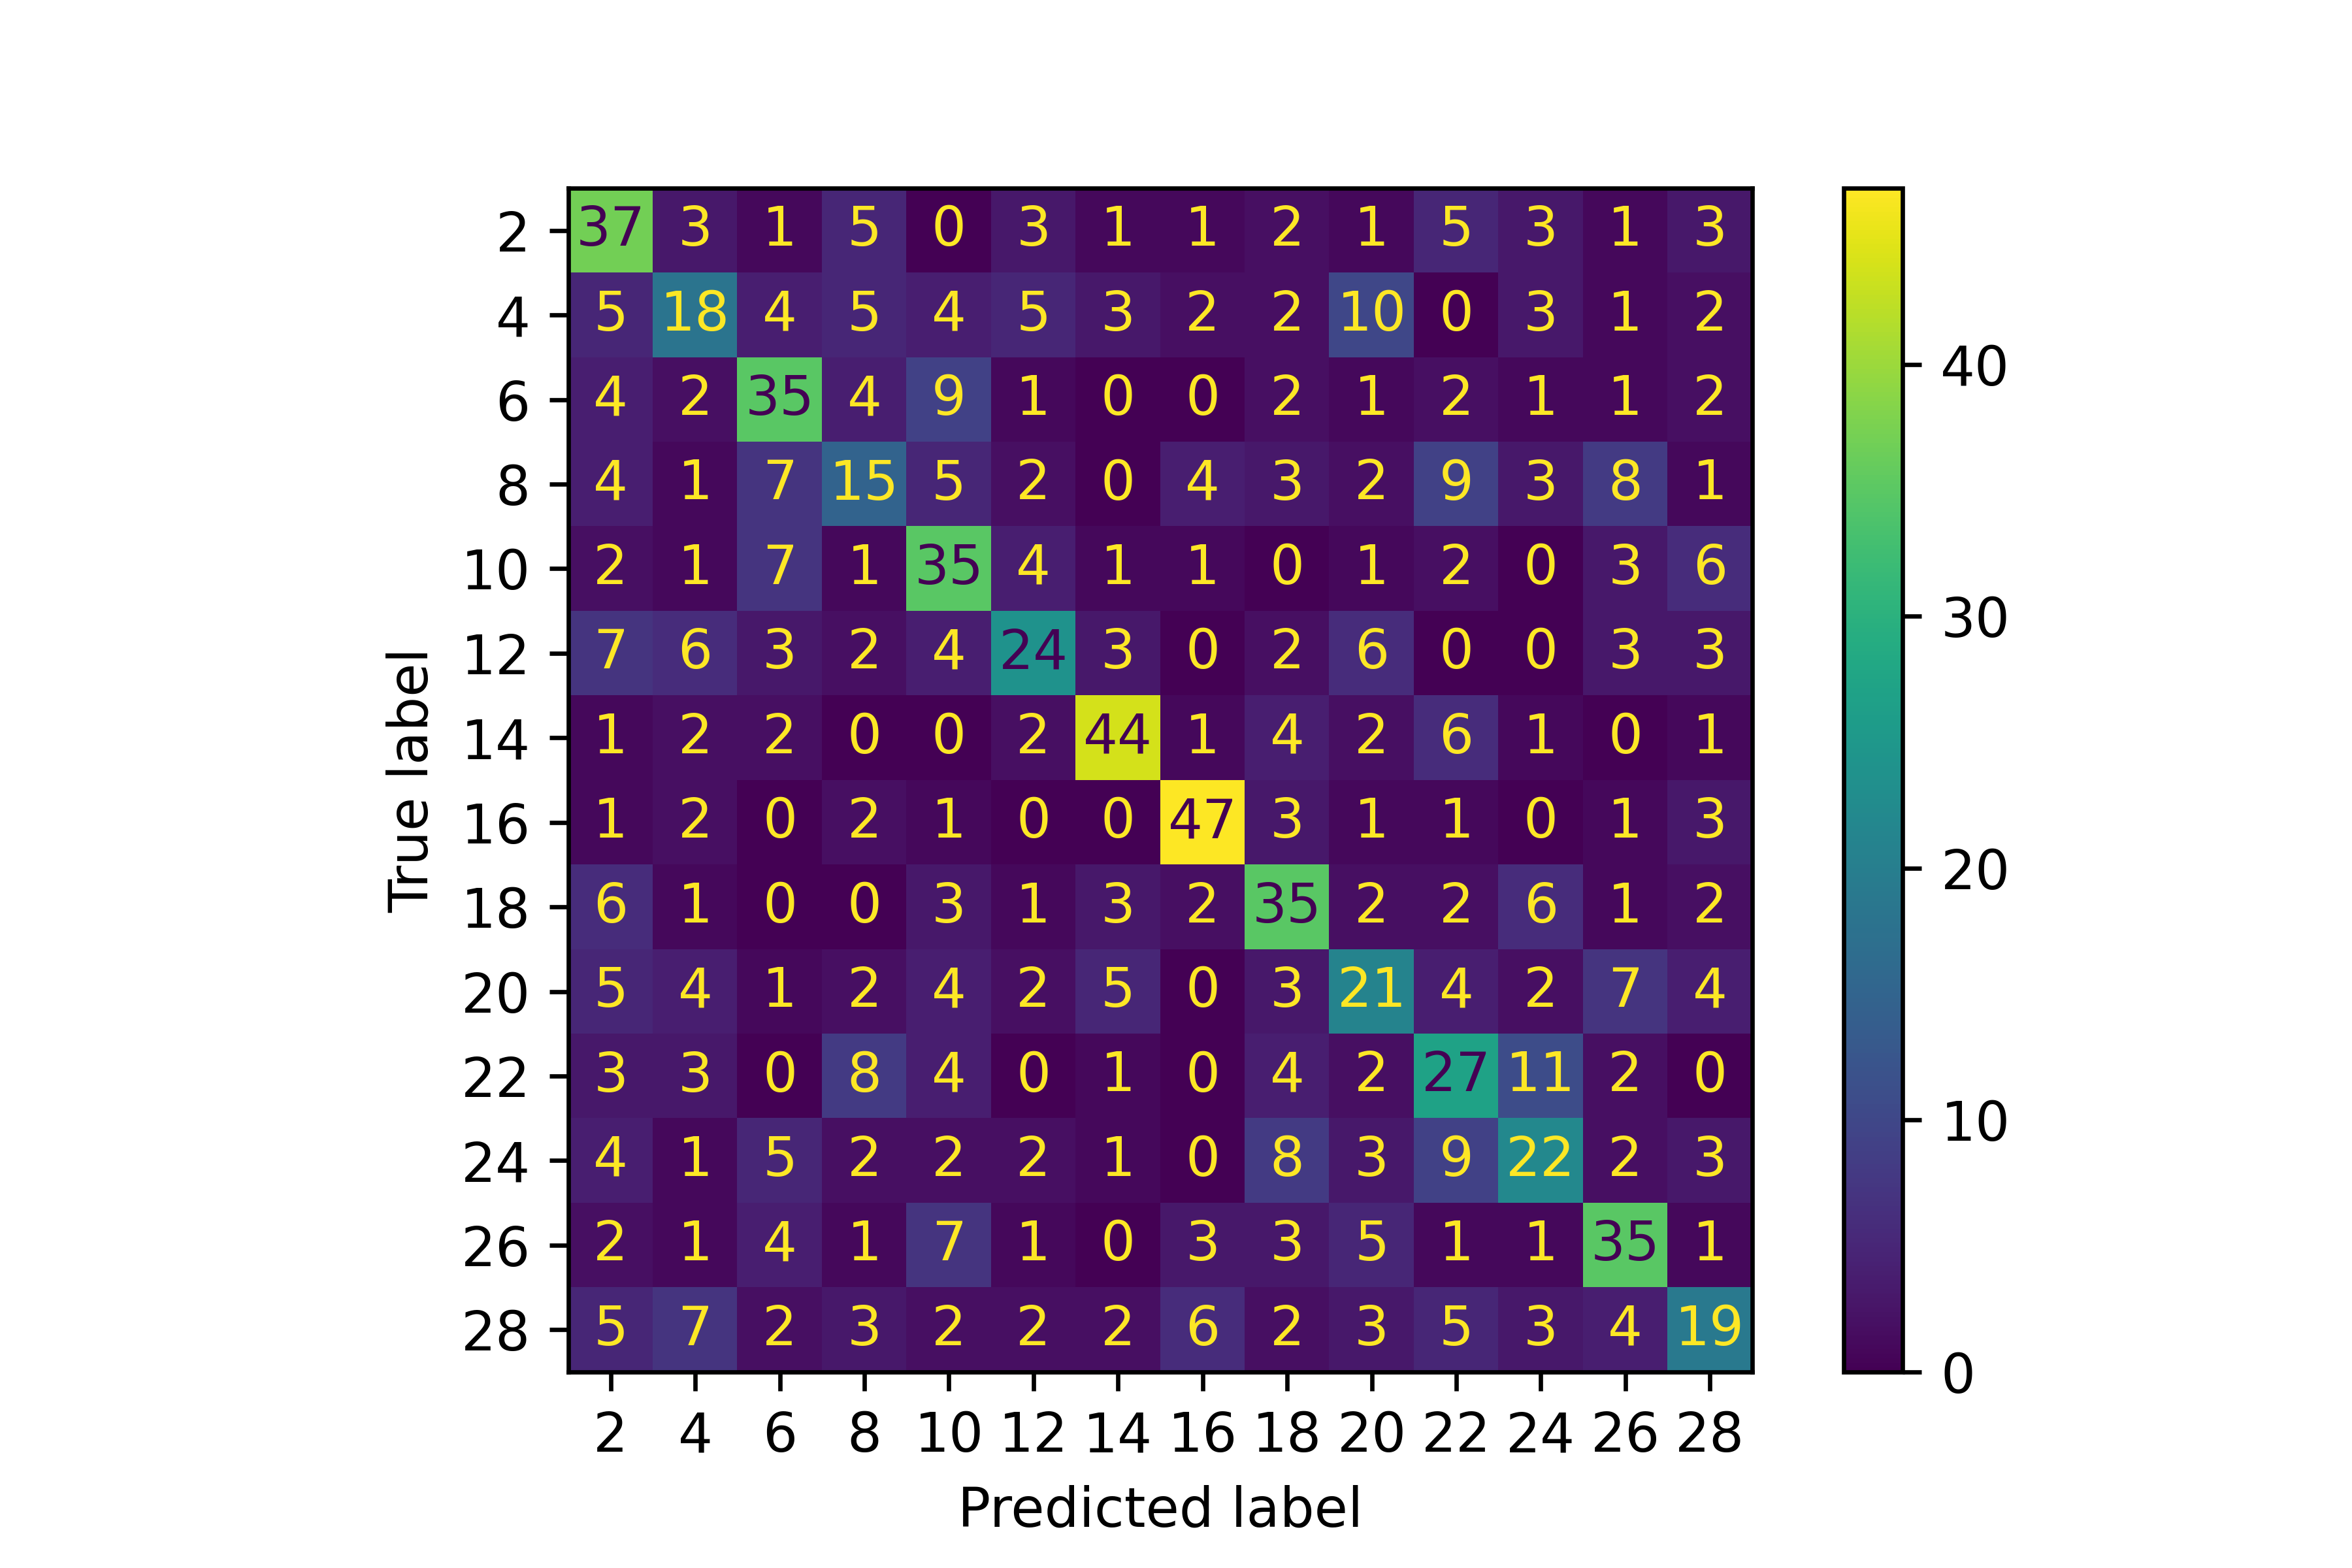 2 37 3 1 5 0 3 1 1 2 1 5 3 1 3
4 5 18 4 5 4 5 3 2 2 10 0 3 1 2
6 4 2 35 4 9 1 0 0 2 1 2 1 1 2
8 4 1 7 15 5 2 0 4 3 2 9 3 8 1
10 2 1 7 1 35 4 1 1 0 1 2 0 3 6
12 7 6 3 2 4 24 3 0 2 6 0 0 3 3
14 1 2 2 0 0 2 44 1 4 2 6 1 0 1
16 1 2 0 2 1 0 0 47 3 1 1 0 1 3
18 6 1 0 0 3 1 3 2 35 2 2 6 1 2
20 5 4 1 2 4 2 5 0 3 21 4 2 7 4
22 3 3 0 8 4 0 1 0 4 2 27 11 2 0
24 4 1 5 2 2 2 1 0 8 3 9 22 2 3
26 2 1 4 1 7 1 0 3 3 5 1 1 35 1
28 5 7 2 3 2 2 2 6 2 3 5 3 4 19
2 4 6 8 10 12 14 16 18 20 22 24 26 28
Predicted label
True label
40
30
20
10
0